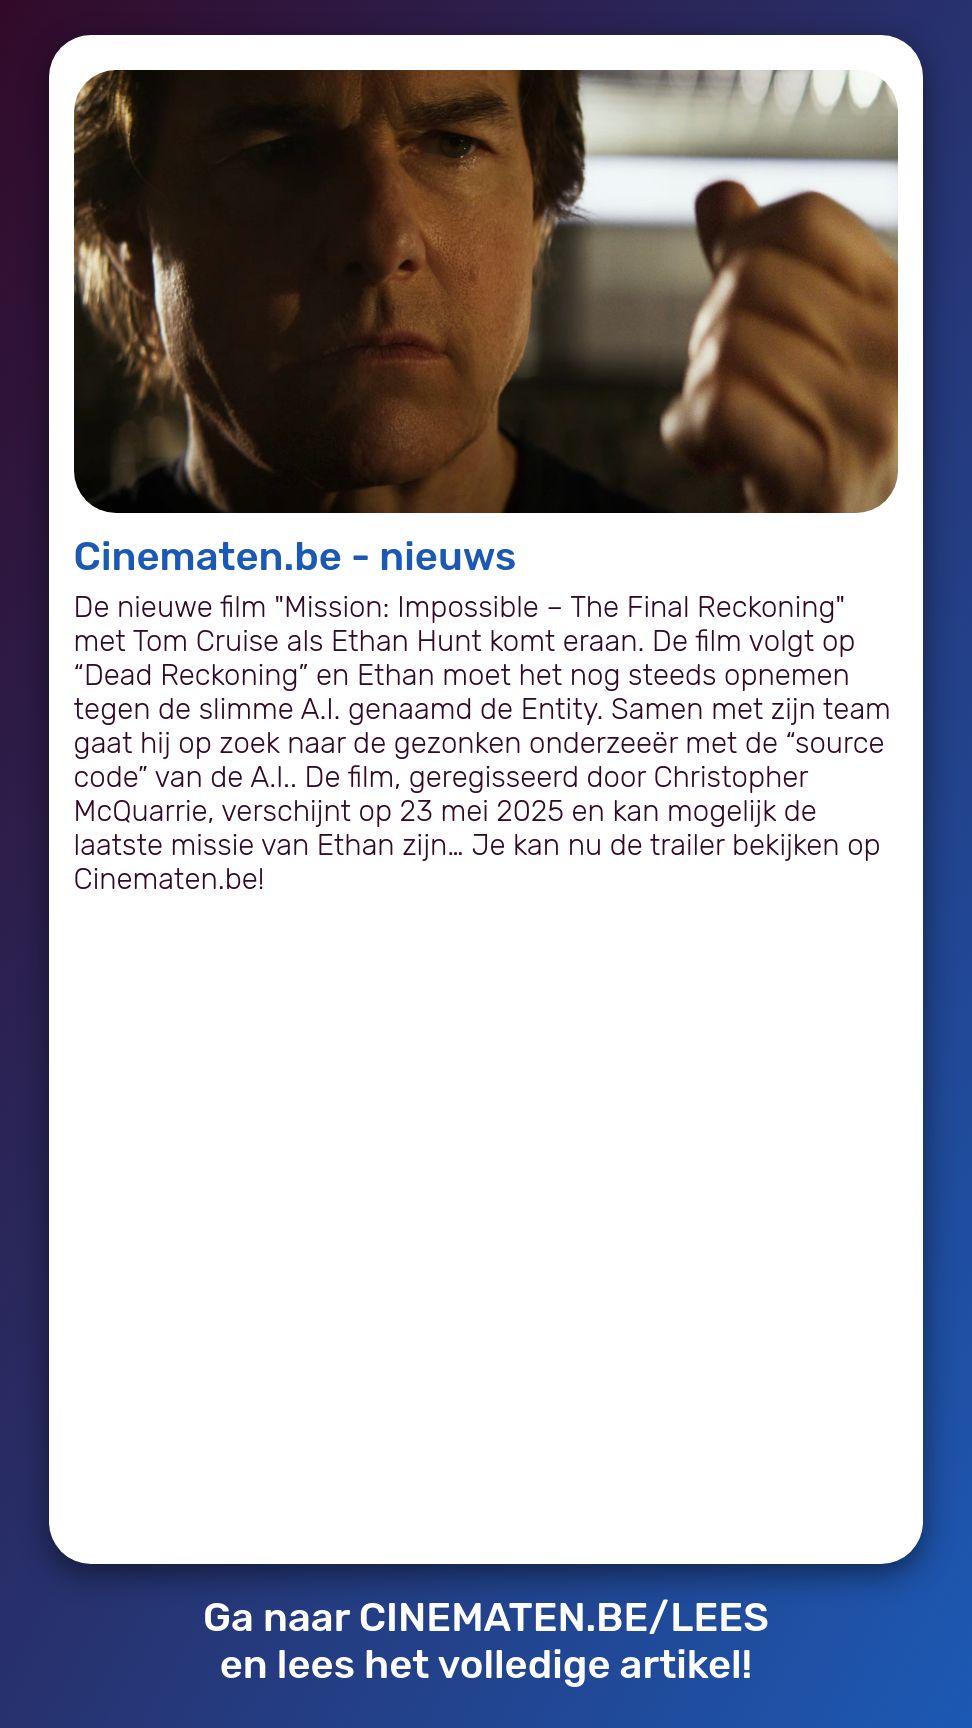 Cinematen.be - nieuws
De nieuwe film "Mission: Impossible – The Final Reckoning"
met Tom Cruise als Ethan Hunt komt eraan. De film volgt op
“Dead Reckoning” en Ethan moet het nog steeds opnemen
tegen de slimme A.I. genaamd de Entity. Samen met zijn team
gaat hij op zoek naar de gezonken onderzeeër met de “source
code” van de A.I.. De film, geregisseerd door Christopher
McQuarrie, verschijnt op 23 mei 2025 en kan mogelijk de
laatste missie van Ethan zijn… Je kan nu de trailer bekijken op
Cinematen.be!
Ga naar CINEMATEN.BE/LEES
en lees het volledige artikel!